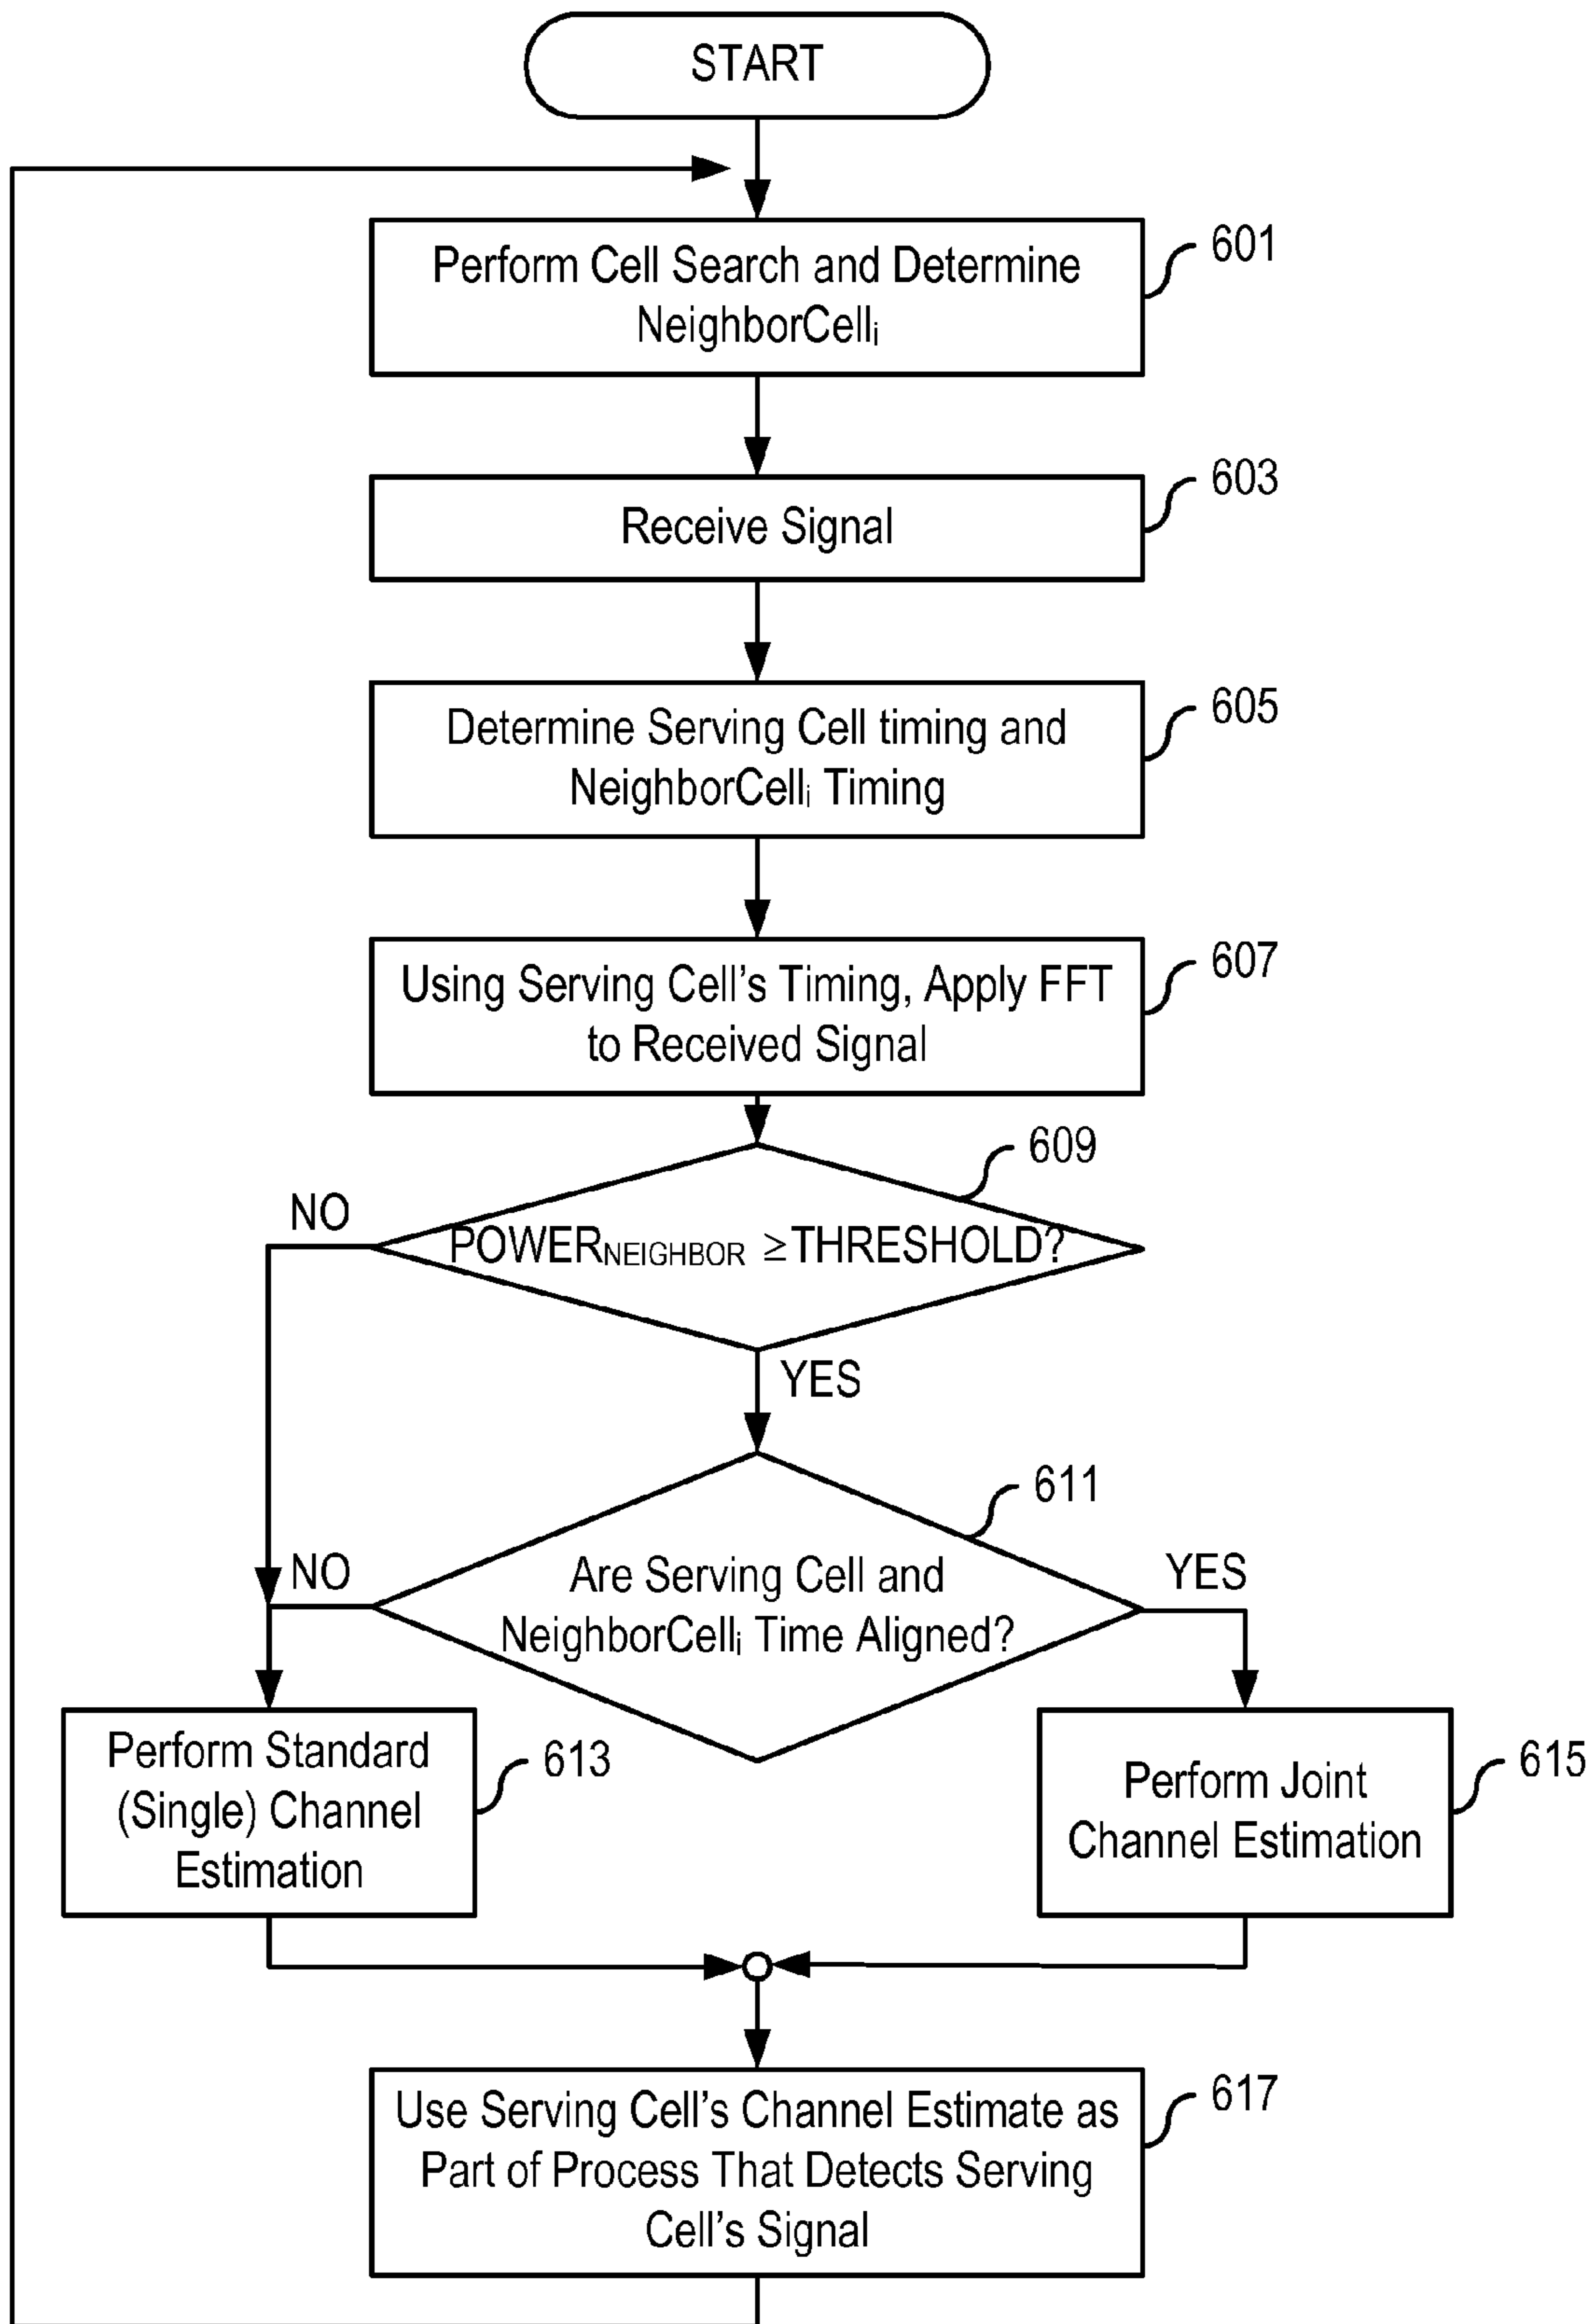 START
Perform Cell Search and Determine
NeighborCellᵢ
601
Receive Signal
603
Determine Serving Cell timing and
NeighborCellᵢ Timing
605
Using Serving Cell's Timing, Apply FFT
to Received Signal
607
609
NO
POWER_NEIGHBOR ≥THRESHOLD?
YES
611
NO
Are Serving Cell and
NeighborCellᵢ Time Aligned?
YES
Perform Standard
(Single) Channel
Estimation
613
Perform Joint
Channel Estimation
615
Use Serving Cell's Channel Estimate as
Part of Process That Detects Serving
Cell's Signal
617